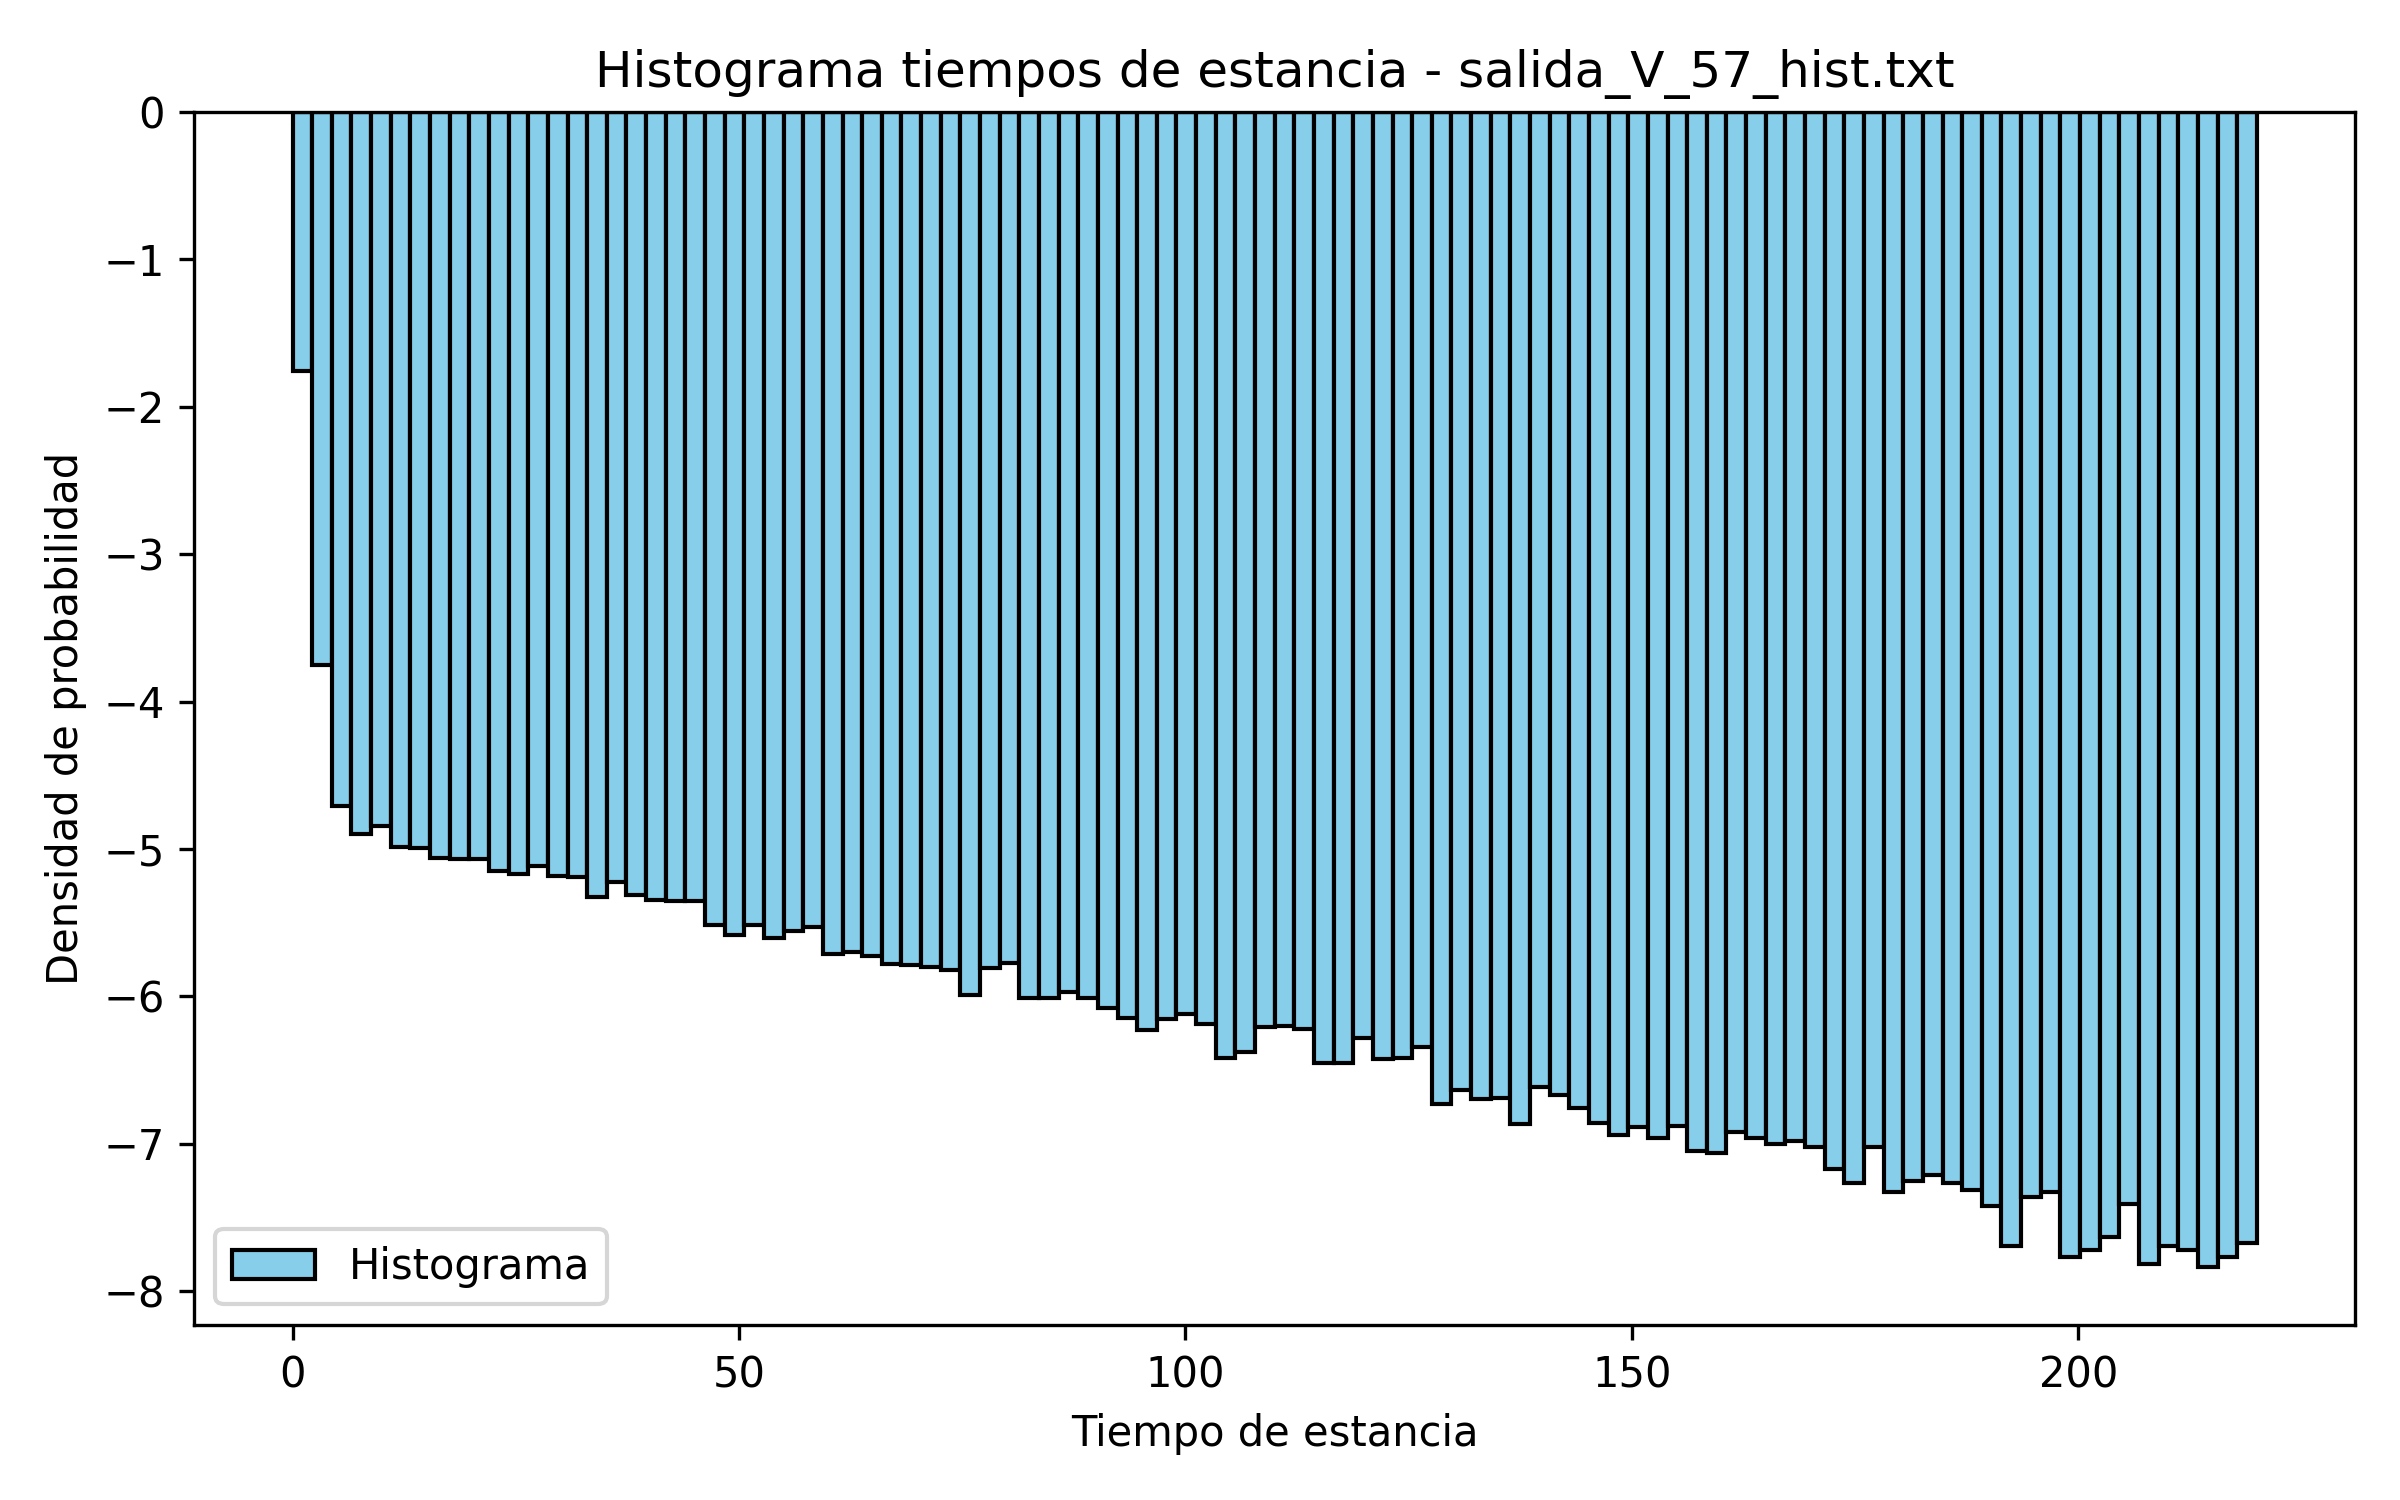 Histograma tiempos de estancia - salida_V_57_hist.txt
0
−1
−2
−3
−4
−5
−6
−7
−8
Densidad de probabilidad
Histograma
0 50 100 150 200
Tiempo de estancia